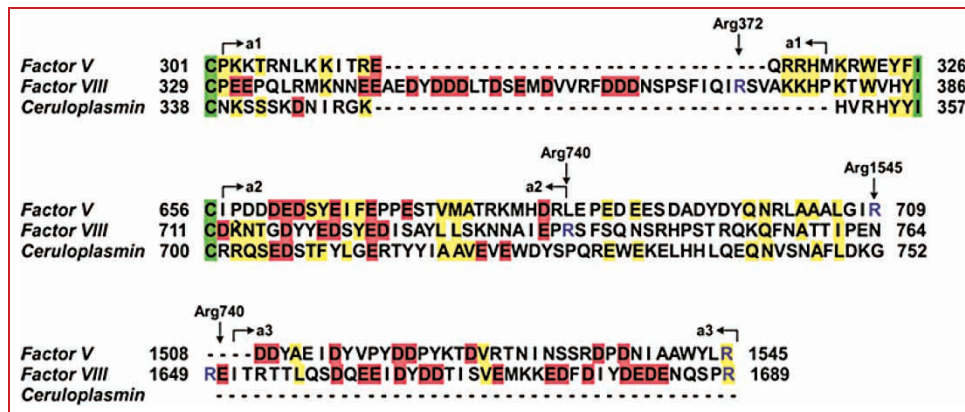 Arg372
a1 a1
Factor V 301 CPKKTRNLKKITRE--------------------------------QRRHMKRWEYFI 326
Factor VIII 329 CPEEPQLRMKNNEEAEDYDDDLTDSEMDVVRFDDDNSPSFIQIRSVAKKHPKTWVHYI 386
Ceruloplasmin 338 CNKSSSKDNIRGK--------------------------------------HVRHYYI 357
Arg740 Arg1545
a2 a2
Factor V 656 CIPDDDEDSYEIFEPPESTVMATRKMHDRLEPEDEESDADYDYQNRLAAALGIR 709
Factor VIII 711 CDKNTGDYYEDSYEDISAYLLSKNNAIEPRSFSQNSRHPSTRQKQFNATTIPEN 764
Ceruloplasmin 700 CRRQSEDSTFYLGERTYYIAAVEVEWDYSPQREWEKELHHLQEQNVSNAFLDKG 752
Arg740
a3 a3
Factor V 1508 ----DDYAEIDYVPYDDPYKTDVRTNINSSRDPDNIAAWYLR 1545
Factor VIII 1649 REITRTTLQSDQEEIDYDDTISVEMKKEDFDIYDEDENQSPR 1689
Ceruloplasmin -----------------------------------------